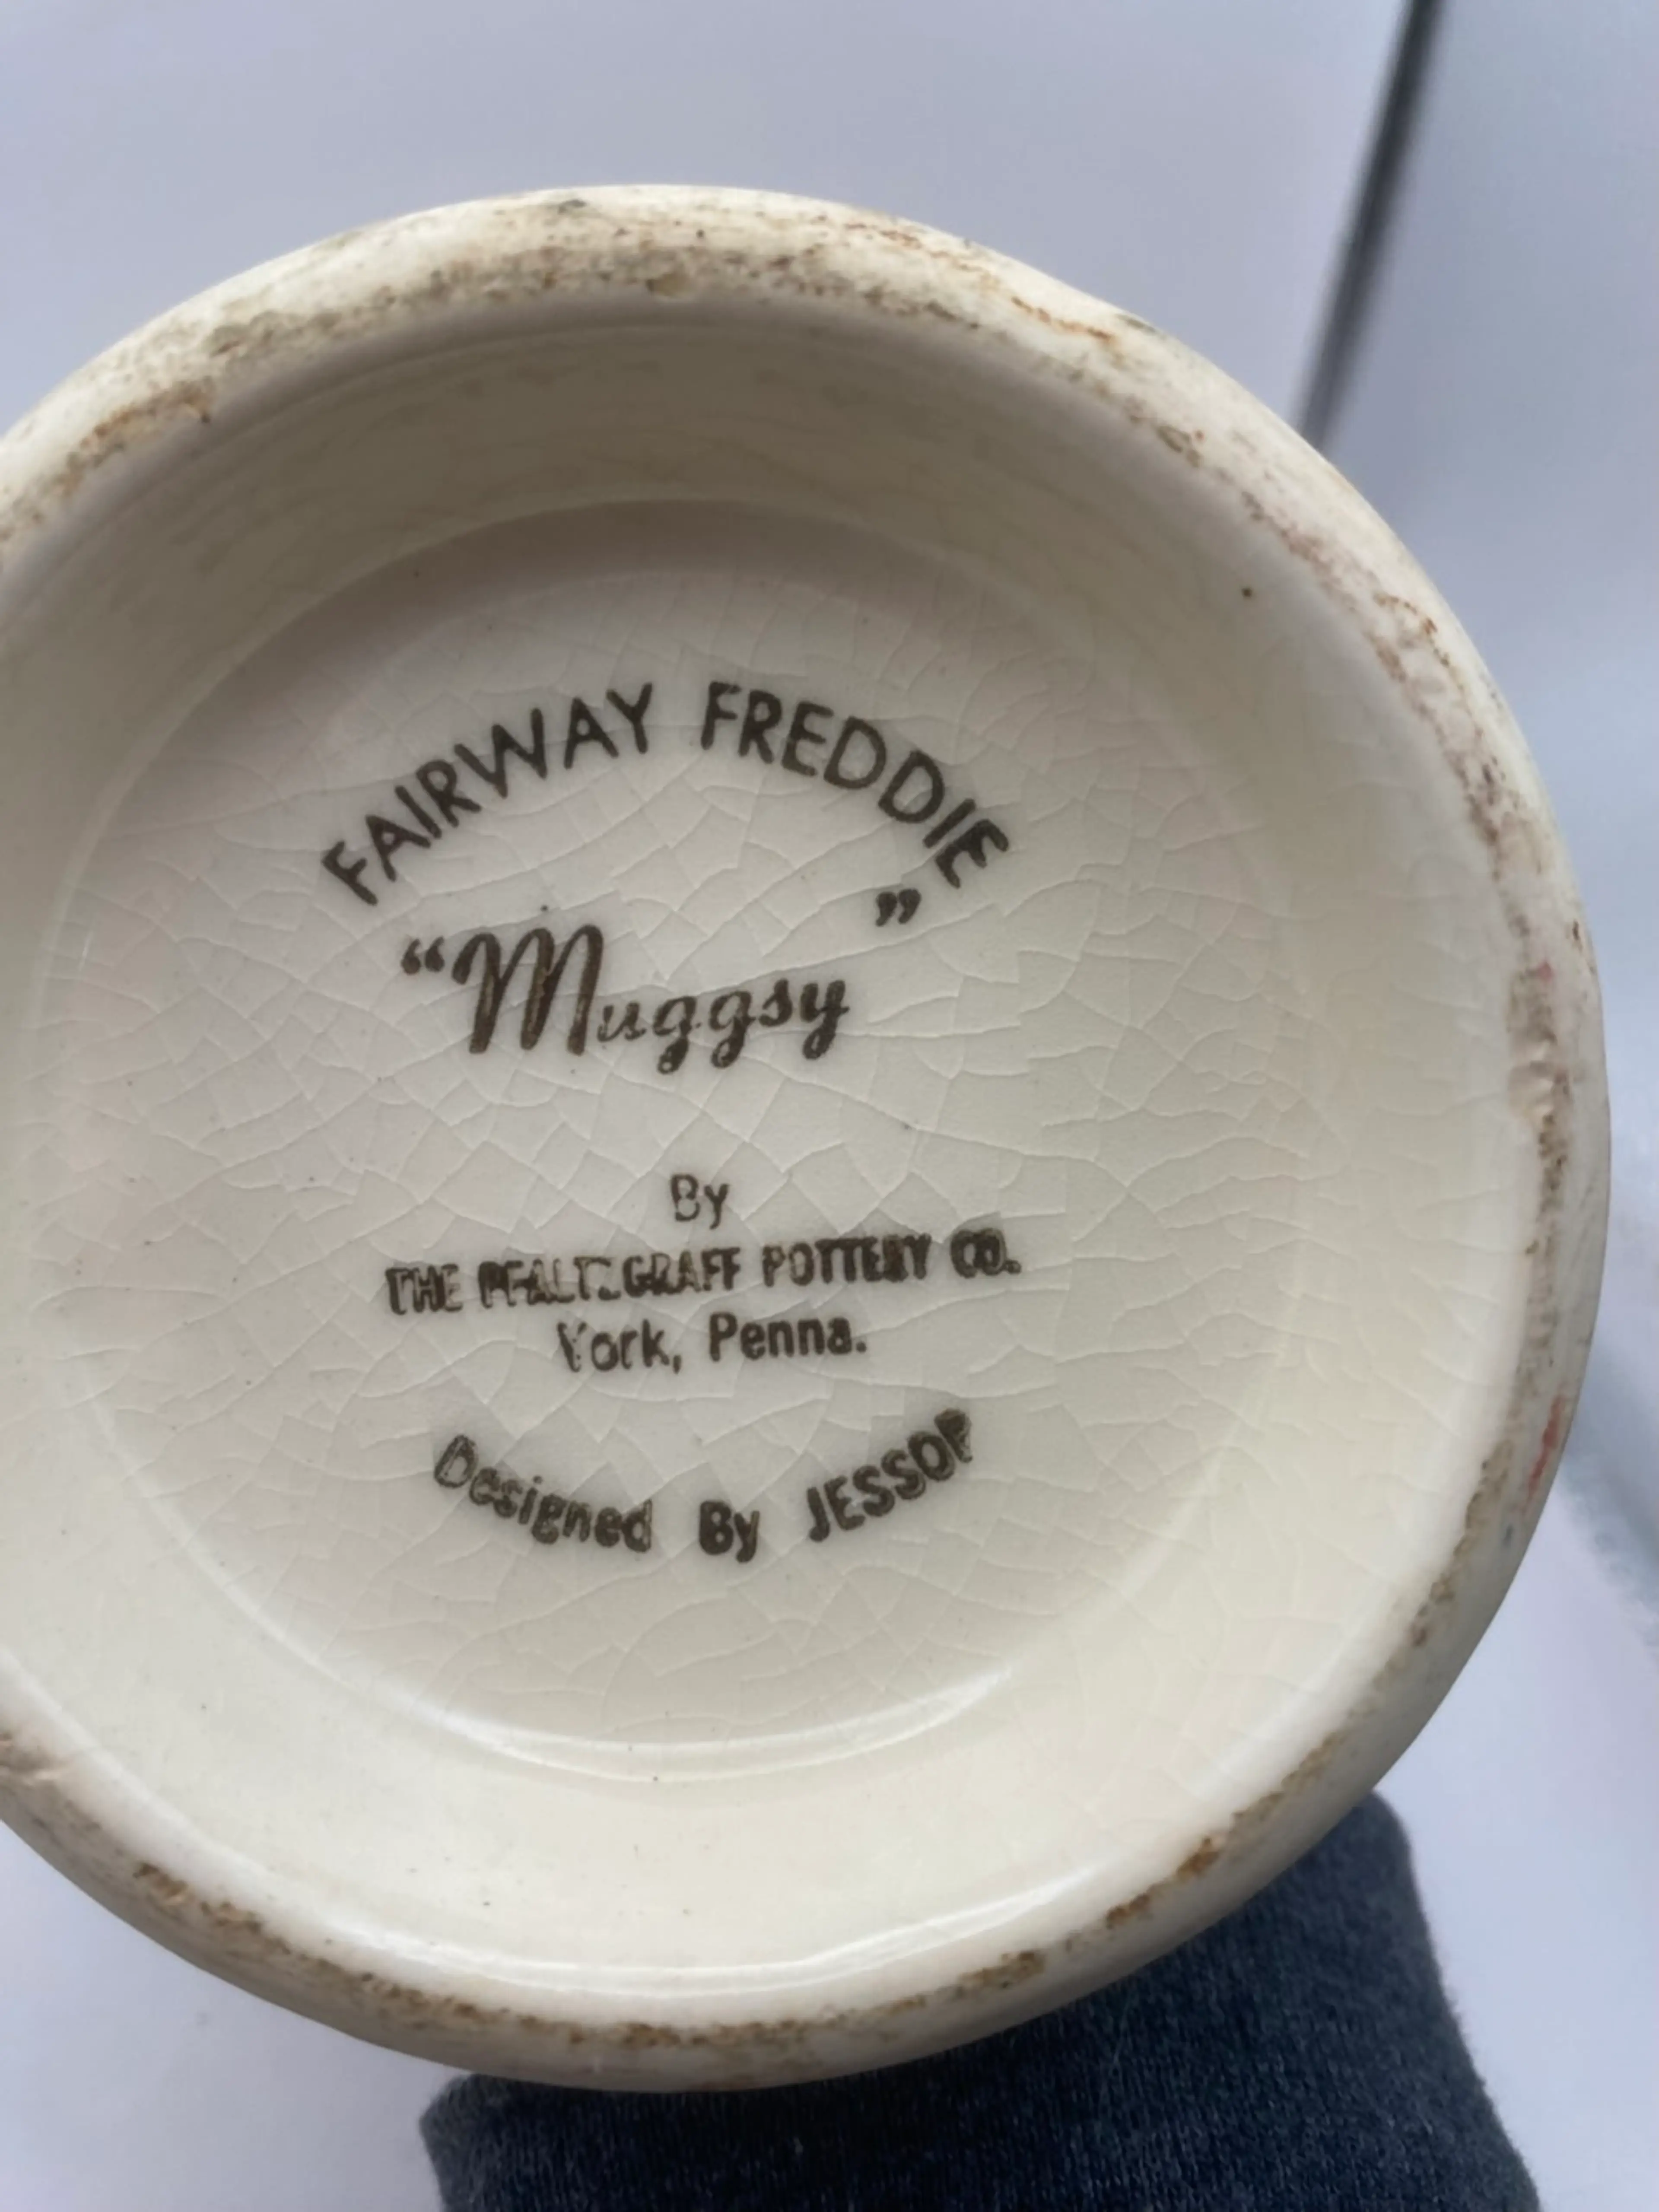 FAIRWAY FREDDIE
“Muggsy”
By
THE PFALTZGRAFF POTTERY CO.
York, Penna.
Designed By JESSOP